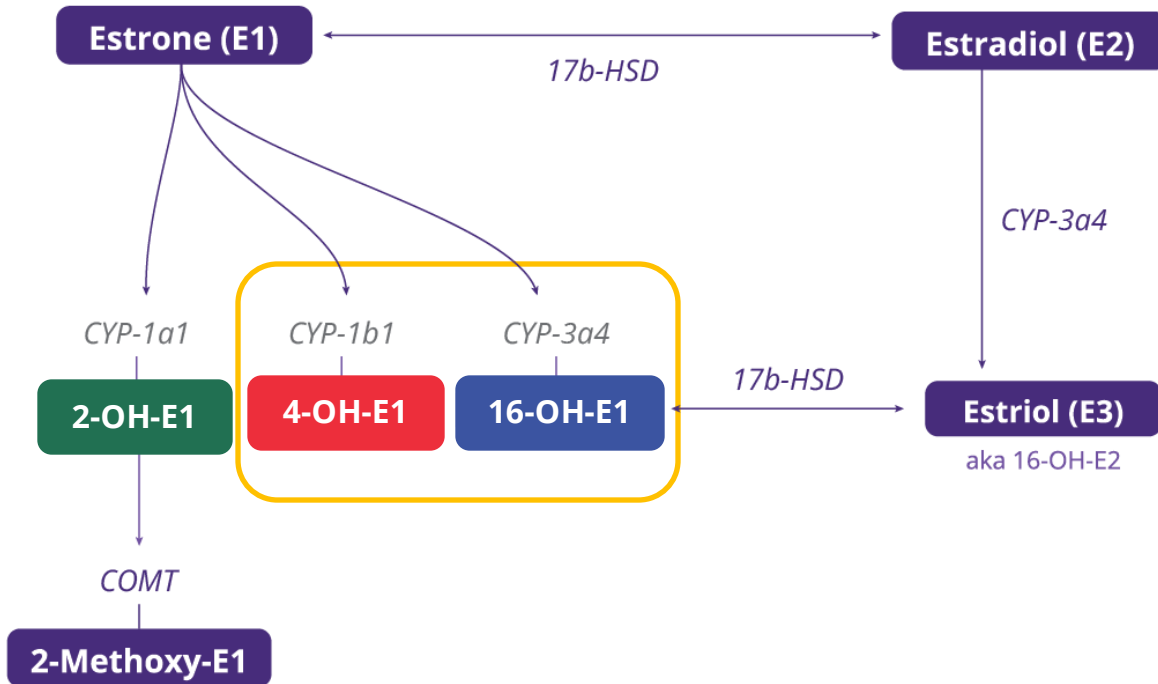 Estrone (E1)
Estradiol (E2)
17b-HSD
CYP-3a4
CYP-1a1
CYP-1b1
CYP-3a4
2-OH-E1
4-OH-E1
16-OH-E1
17b-HSD
Estriol (E3)
aka 16-OH-E2
COMT
2-Methoxy-E1